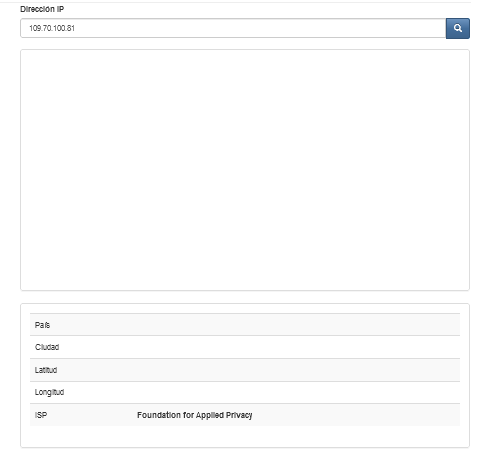 Dirección IP
109.70.100.81
País
Ciudad
Latitud
Longitud
ISP Foundation for Applied Privacy